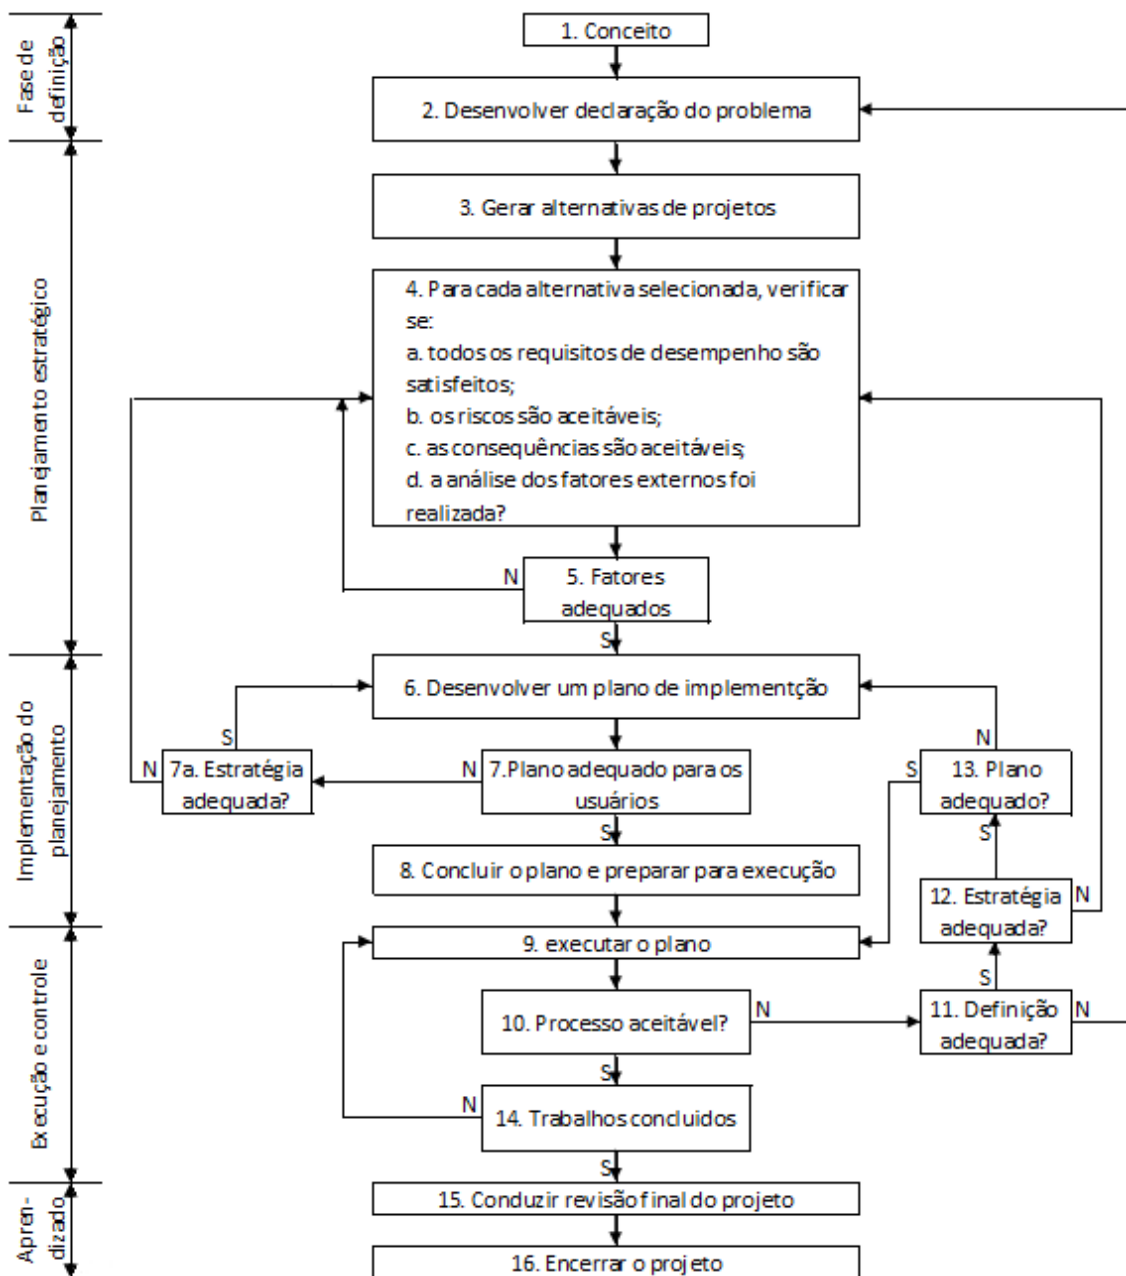 Fase de
definição
1. Conceito
2. Desenvolver declaração do problema
Planejamento estratégico
3. Gerar alternativas de projetos
4. Para cada alternativa selecionada, verificar
se:
a. todos os requisitos de desempenho são
satisfeitos;
b. os riscos são aceitáveis;
c. as consequências são aceitáveis;
d. a análise dos fatores externos foi
realizada?
N
5. Fatores
adequados
S
Implementação do
planejamento
6. Desenvolver um plano de implementção
S
N
N
7a. Estratégia
adequada?
N
7.Plano adequado para os
usuários
S
13. Plano
adequado?
S
S
8. Concluir o plano e preparar para execução
12. Estratégia
adequada?
N
Execução e controle
9. executar o plano
S
10. Processo aceitável?
N
11. Definição
adequada?
N
S
N
14. Trabalhos concluidos
S
Apren-
dizado
15. Conduzir revisão final do projeto
16. Encerrar o projeto